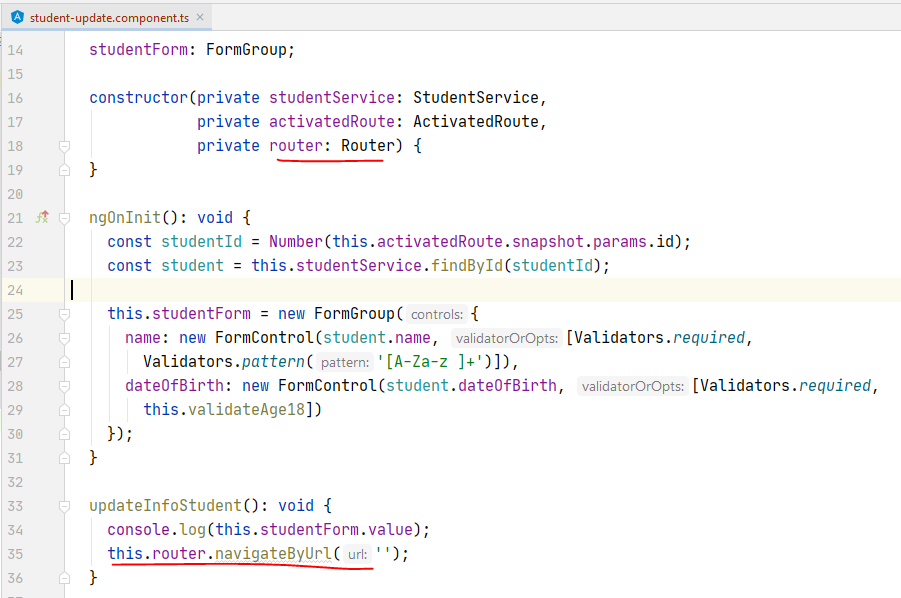 student-update.component.ts ×
14 studentForm: FormGroup;
15
16 constructor(private studentService: StudentService,
17 private activatedRoute: ActivatedRoute,
18 private router: Router) {
19 }
20
21 ngOnInit(): void {
22 const studentId = Number(this.activatedRoute.snapshot.params.id);
23 const student = this.studentService.findById(studentId);
24
25 this.studentForm = new FormGroup( controls: {
26 name: new FormControl(student.name, validatorOrOpts: [Validators.required,
27 Validators.pattern( pattern: '[A-Za-z ]+')]),
28 dateOfBirth: new FormControl(student.dateOfBirth, validatorOrOpts: [Validators.required,
29 this.validateAge18])
30 });
31 }
32
33 updateInfoStudent(): void {
34 console.log(this.studentForm.value);
35 this.router.navigateByUrl( url: '');
36 }